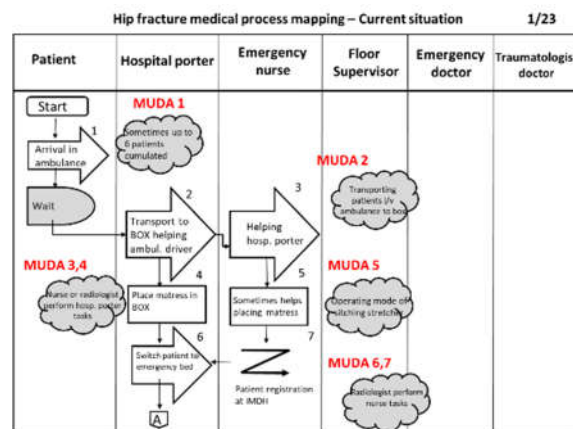 Hip fracture medical process mapping – Current situation 1/23
Patient
Hospital porter
Emergency
nurse
Floor
Supervisor
Emergency
doctor
Traumatologis
doctor
Start
MUDA 1
1
Arrival in
ambulance
Sometimes up to
6 patients
cumulated
MUDA 2
Transporting
patients i/v
ambulance to box
Wait
2
Transport to
BOX helping
ambul. driver
3
Helping
hosp. porter
MUDA 3,4
Nurse or radiologist
perform hosp. porter
tasks
4
Place matress in
BOX
5
Sometimes helps
placing matress
MUDA 5
Operating mode of
sitching stretcher
6
Switch patient to
emergency bed
7
Patient registration
at IMDH
MUDA 6,7
Radiologist perform
nurse tasks
A